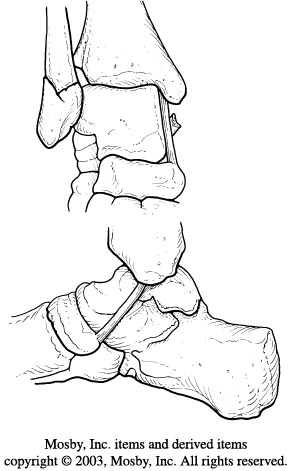 Mosby, Inc. items and derived items
copyright © 2003, Mosby, Inc. All rights reserved.